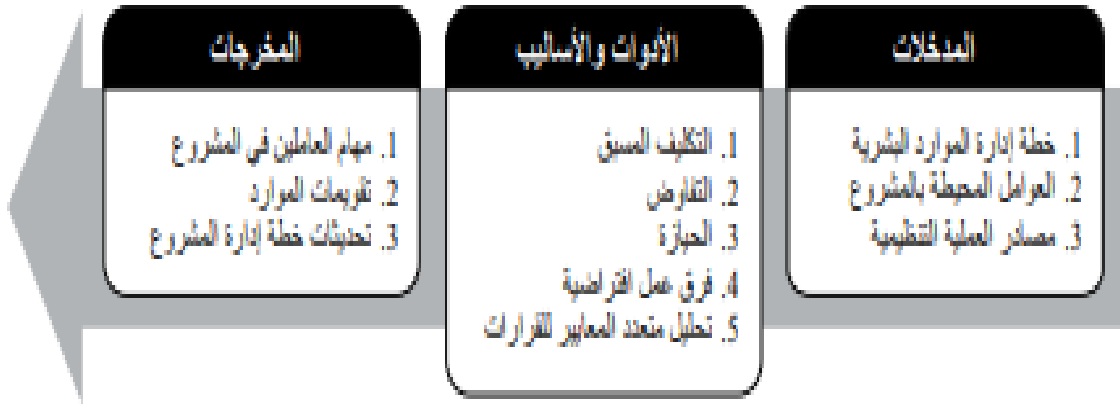 المدخلات
1. خطة إدارة الموارد البشرية
2. العوامل المحيطة بالمشروع
3. مصادر العملية التنظيمية
الأدوات والأساليب
1. التكليف المسبق
2. التفاوض
3. الحيازة
4. فرق عمل افتراضية
5. تحليل متعدد المعايير للقرارات
المخرجات
1. مهام العاملين في المشروع
2. تقويمات الموارد
3. تحديثات خطة إدارة المشروع